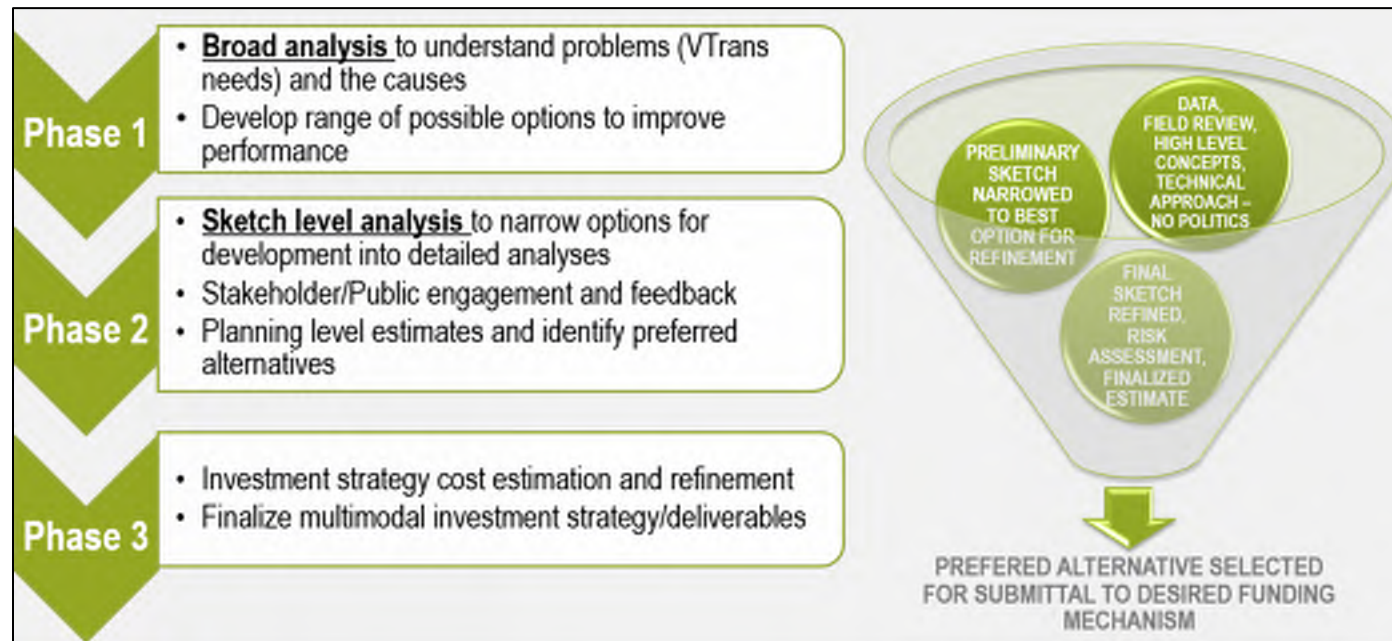 Phase 1
• Broad analysis to understand problems (VTrans
needs) and the causes
• Develop range of possible options to improve
performance
Phase 2
• Sketch level analysis to narrow options for
development into detailed analyses
• Stakeholder/Public engagement and feedback
• Planning level estimates and identify preferred
alternatives
Phase 3
• Investment strategy cost estimation and refinement
• Finalize multimodal investment strategy/deliverables
DATA,
FIELD REVIEW,
HIGH LEVEL
CONCEPTS,
TECHNICAL
APPROACH –
NO POLITICS
PRELIMINARY
SKETCH
NARROWED
TO BEST
OPTION FOR
REFINEMENT
FINAL
SKETCH
REFINED,
RISK
ASSESSMENT,
FINALIZED
ESTIMATE
PREFERED ALTERNATIVE SELECTED
FOR SUBMITTAL TO DESIRED FUNDING
MECHANISM